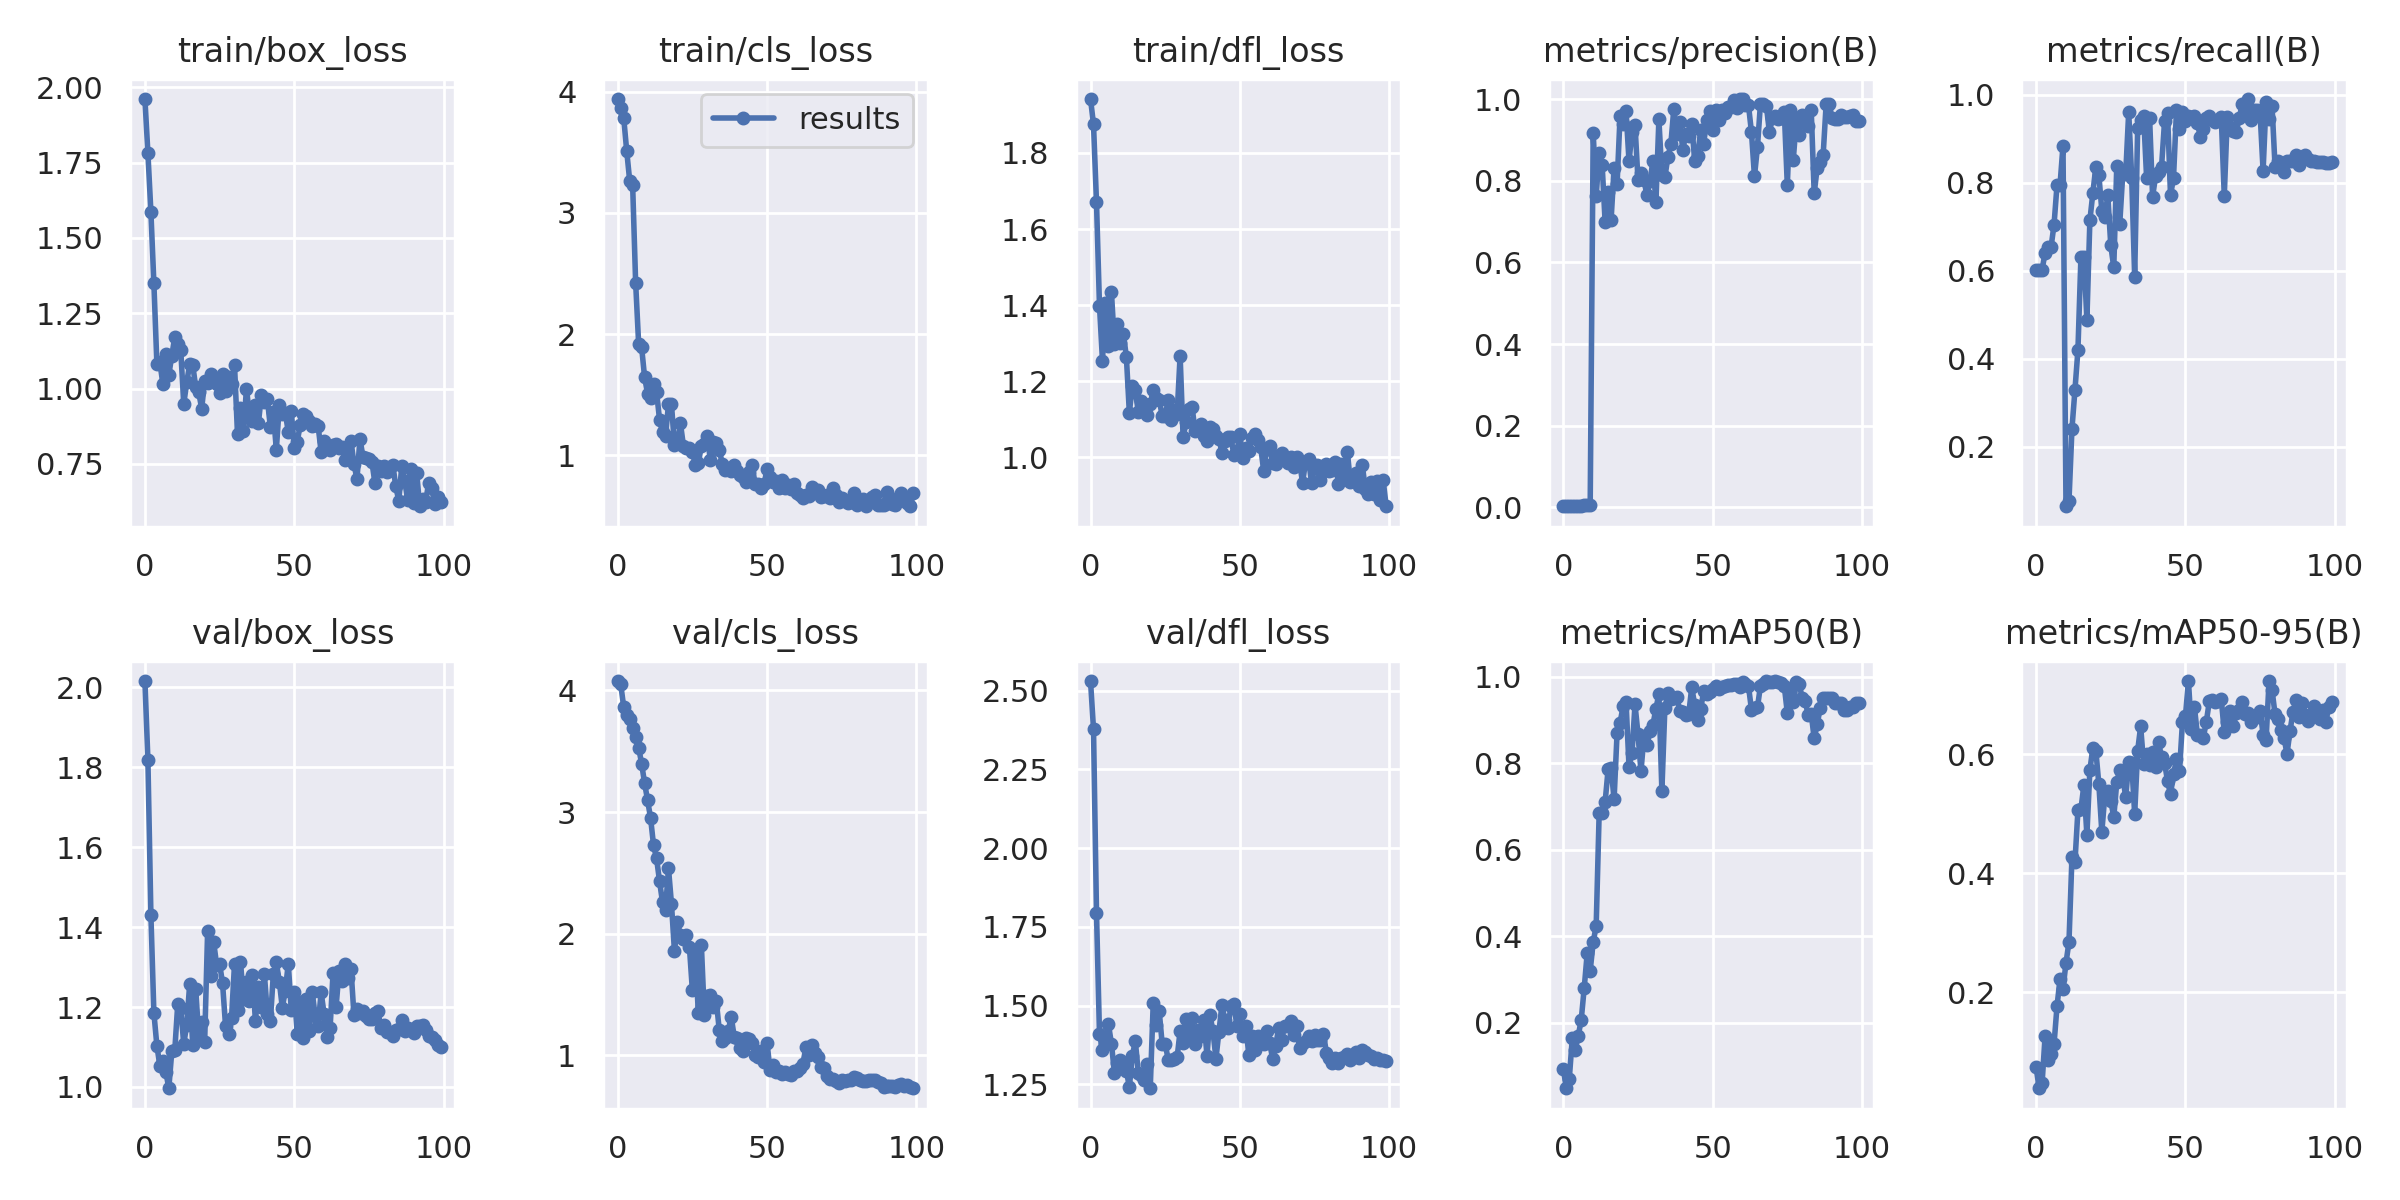 train/box_loss
2.00
1.75
1.50
1.25
1.00
0.75
0 50 100
train/cls_loss
results
4
3
2
1
0 50 100
train/dfl_loss
1.8
1.6
1.4
1.2
1.0
0 50 100
metrics/precision(B)
1.0
0.8
0.6
0.4
0.2
0.0
0 50 100
metrics/recall(B)
1.0
0.8
0.6
0.4
0.2
0 50 100
val/box_loss
2.0
1.8
1.6
1.4
1.2
1.0
0 50 100
val/cls_loss
4
3
2
1
0 50 100
val/dfl_loss
2.50
2.25
2.00
1.75
1.50
1.25
0 50 100
metrics/mAP50(B)
1.0
0.8
0.6
0.4
0.2
0 50 100
metrics/mAP50-95(B)
0.6
0.4
0.2
0 50 100